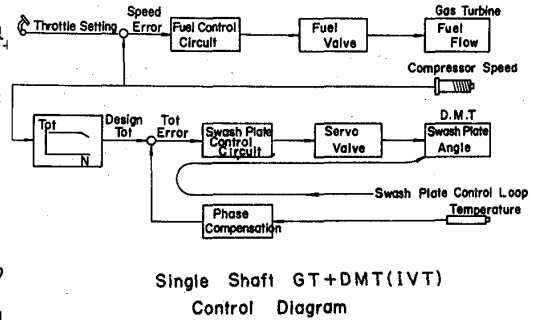 Gas Turbine
Throttle Setting
Speed
Error
Fuel Control
Circuit
Fuel
Valve
Fuel
Flow
Compressor Speed
Tpt
N
Design
Tot
Tot
Error
Swash Plate
Control
Circuit
Servo
Valve
D.M.T
Swash Plate
Angle
Swash Plate Control Loop
Phase
Compensation
Temperature
Single Shaft GT+DMT(IVT)
Control Diagram